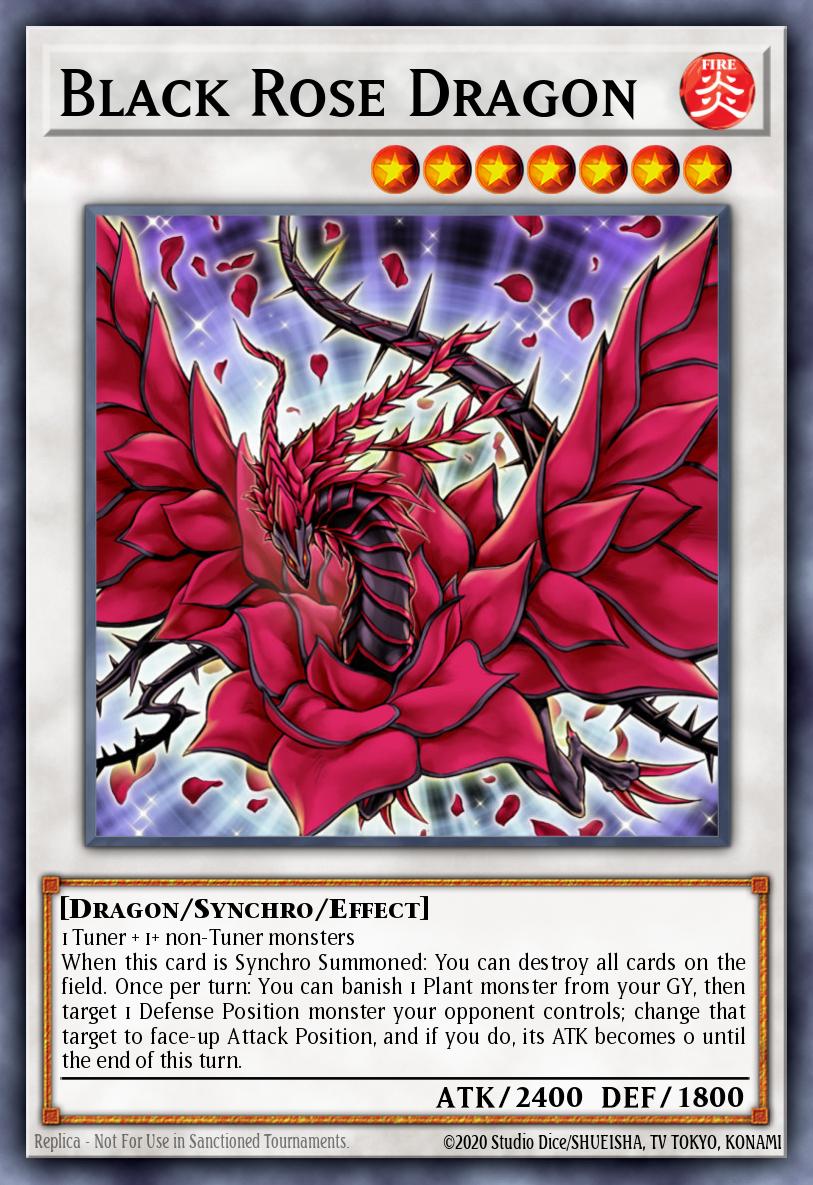 Black Rose Dragon
FIRE
炎
[Dragon/Synchro/Effect]
1 Tuner + 1+ non-Tuner monsters
When this card is Synchro Summoned: You can destroy all cards on the
field. Once per turn: You can banish 1 Plant monster from your GY, then
target 1 Defense Position monster your opponent controls; change that
target to face-up Attack Position, and if you do, its ATK becomes 0 until
the end of this turn.
ATK/2400 DEF/1800
Replica - Not For Use in Sanctioned Tournaments.
©2020 Studio Dice/SHUEISHA, TV TOKYO, KONAMI